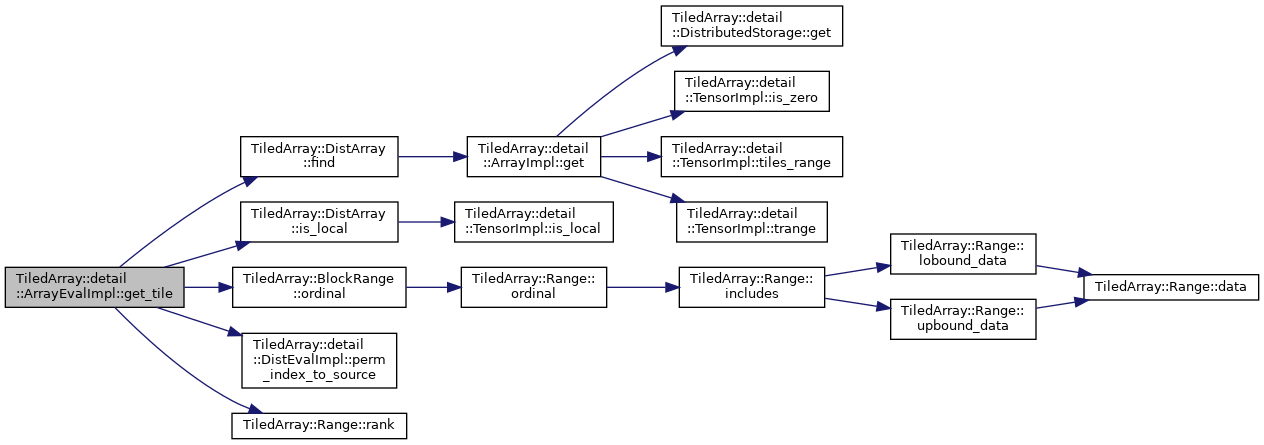 TiledArray::detail
::DistributedStorage::get
TiledArray::detail
::TensorImpl::is_zero
TiledArray::DistArray
::find
TiledArray::detail
::ArrayImpl::get
TiledArray::detail
::TensorImpl::tiles_range
TiledArray::DistArray
::is_local
TiledArray::detail
::TensorImpl::is_local
TiledArray::detail
::TensorImpl::trange
TiledArray::detail
::ArrayEvalImpl::get_tile
TiledArray::BlockRange
::ordinal
TiledArray::Range::
ordinal
TiledArray::Range::
includes
TiledArray::Range::
lobound_data
TiledArray::Range::data
TiledArray::Range::
upbound_data
TiledArray::detail
::DistEvalImpl::perm
_index_to_source
TiledArray::Range::rank